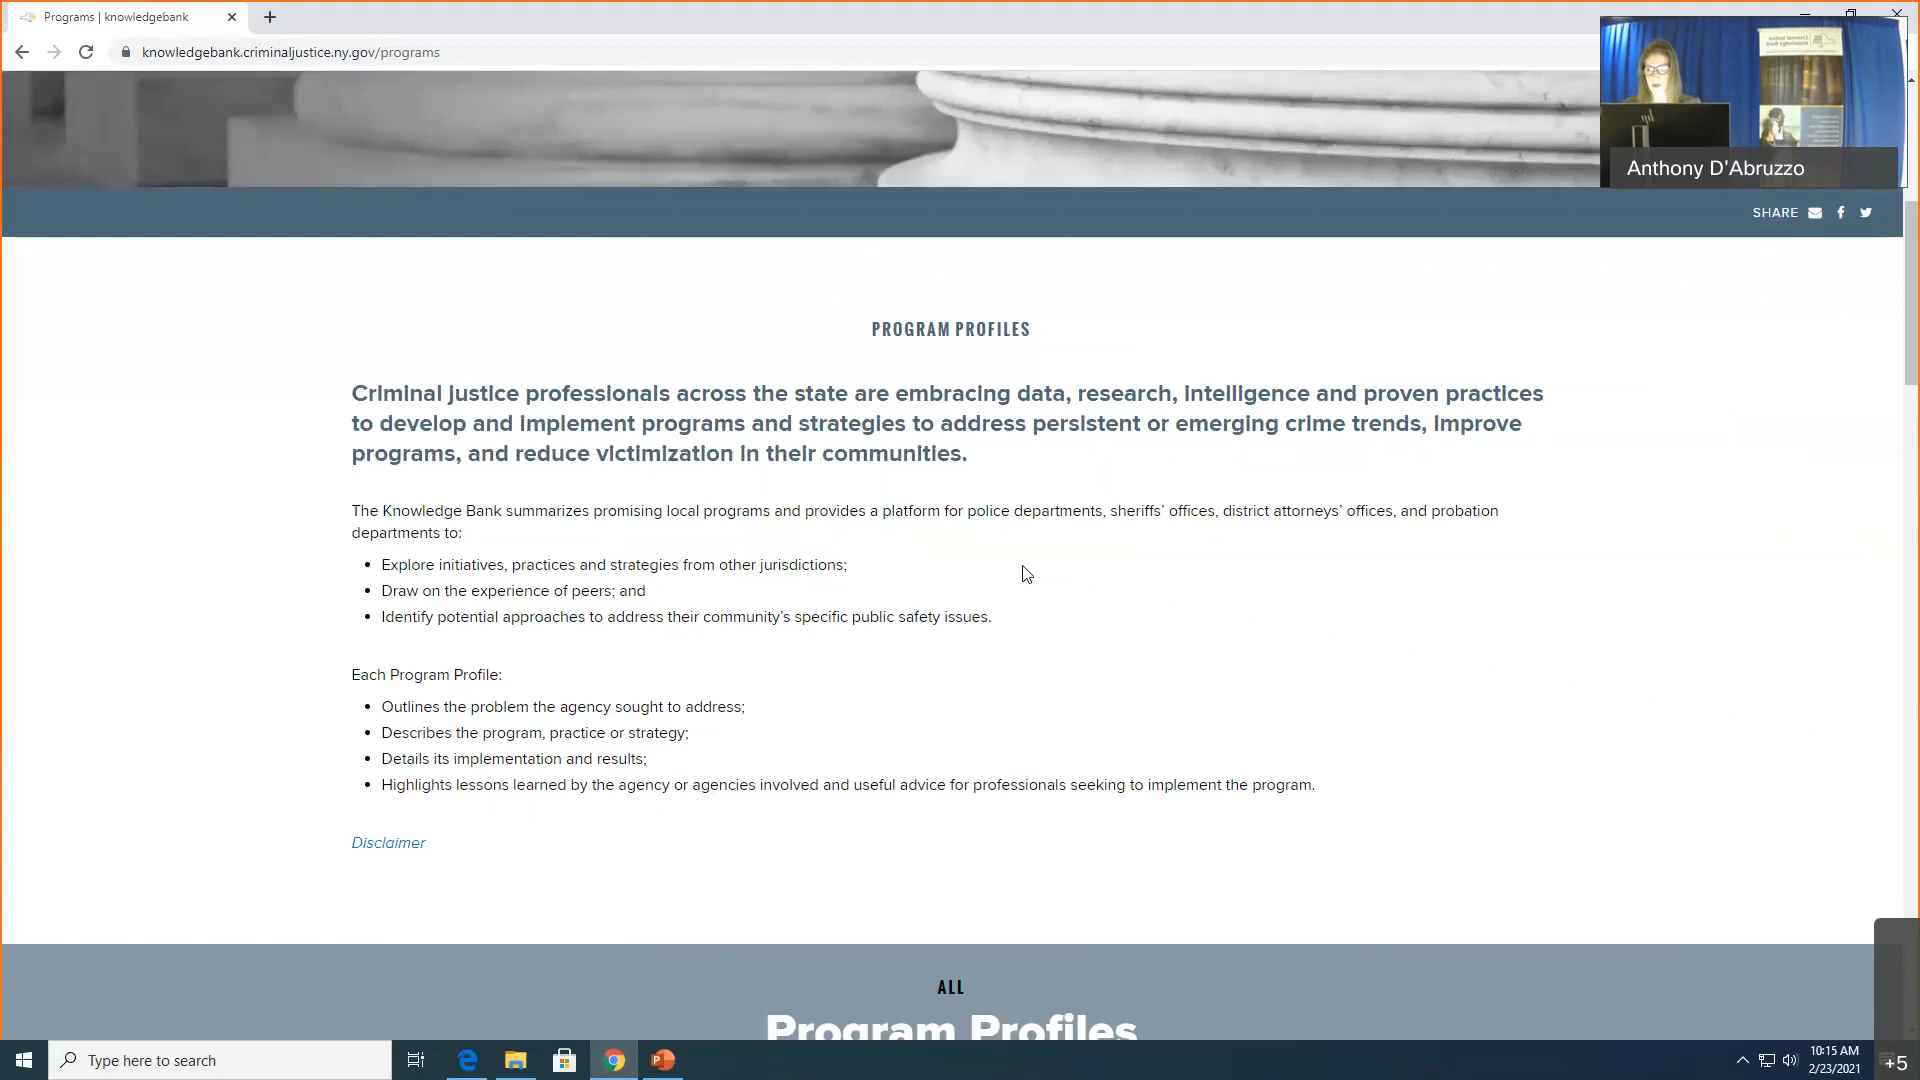 Programs | knowledgebank
knowledgebank.criminaljustice.ny.gov/programs
Anthony D'Abruzzo
SHARE
PROGRAM PROFILES
Criminal justice professionals across the state are embracing data, research, intelligence and proven practices
to develop and implement programs and strategies to address persistent or emerging crime trends, improve
programs, and reduce victimization in their communities.
The Knowledge Bank summarizes promising local programs and provides a platform for police departments, sheriffs’ offices, district attorneys’ offices, and probation
departments to:
• Explore initiatives, practices and strategies from other jurisdictions;
• Draw on the experience of peers; and
• Identify potential approaches to address their community’s specific public safety issues.
Each Program Profile:
• Outlines the problem the agency sought to address;
• Describes the program, practice or strategy;
• Details its implementation and results;
• Highlights lessons learned by the agency or agencies involved and useful advice for professionals seeking to implement the program.
Disclaimer
ALL
Program Profiles
Type here to search
10:15 AM
2/23/2021
+5